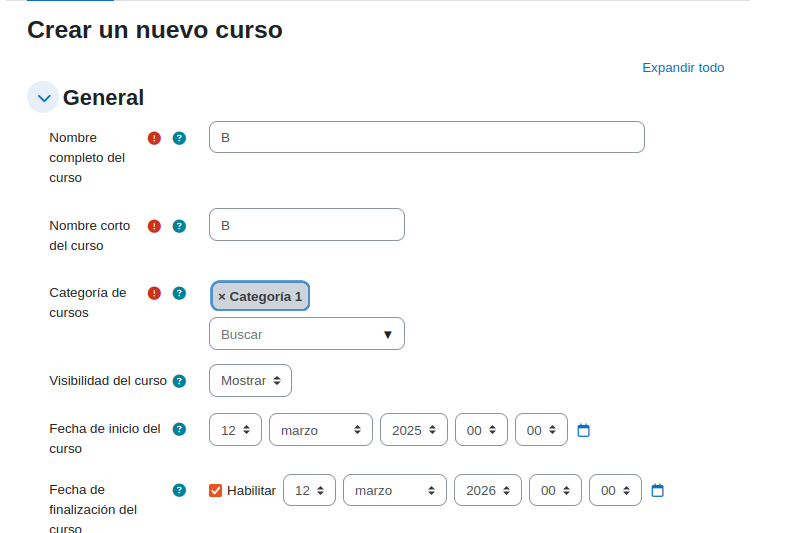 Crear un nuevo curso
Expandir todo
General
Nombre completo del curso
B
Nombre corto del curso
B
Categoría de cursos
× Categoría 1
Buscar ▼
Visibilidad del curso
Mostrar
Fecha de inicio del curso
12 marzo 2025 00 00
Fecha de finalización del curso
Habilitar 12 marzo 2026 00 00